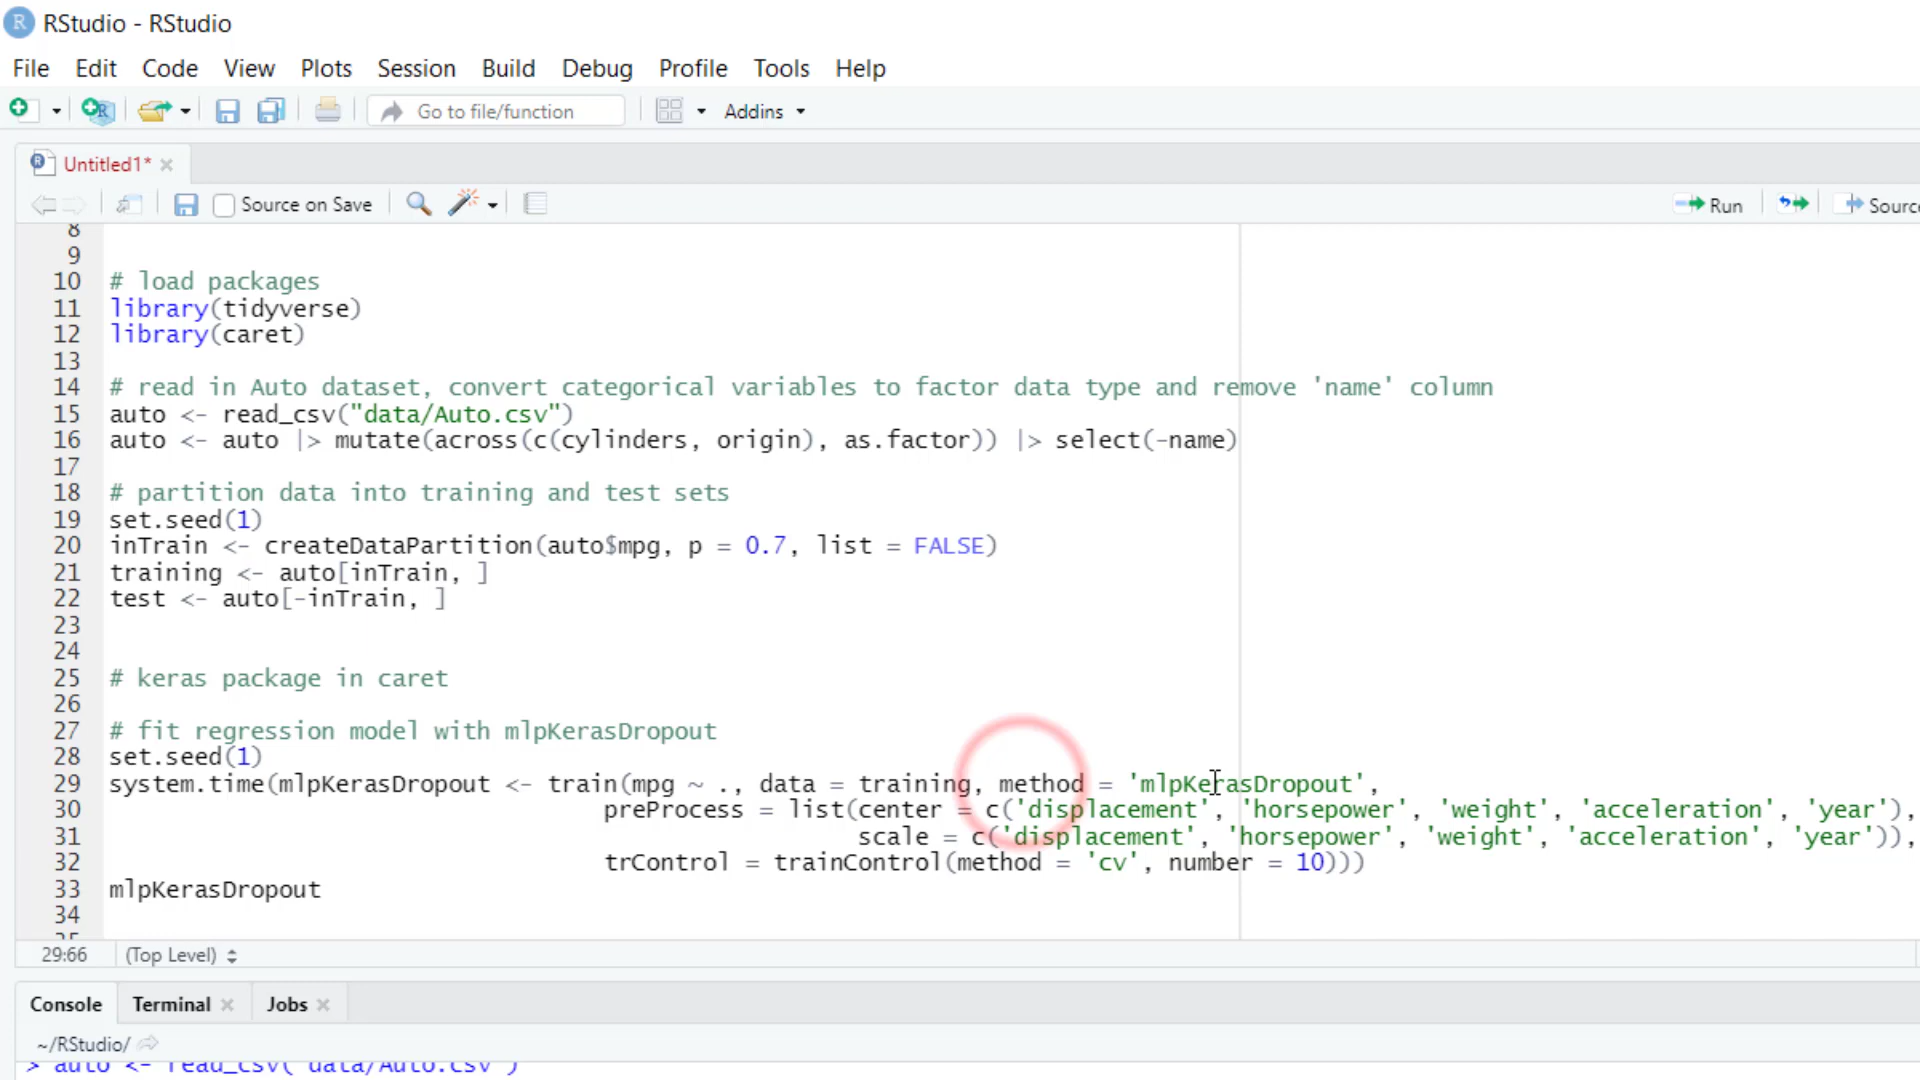 RStudio - RStudio
File Edit Code View Plots Session Build Debug Profile Tools Help
Go to file/function Addins
Untitled1*
Source on Save Run Source
8
9
10 # load packages
11 library(tidyverse)
12 library(caret)
13
14 # read in Auto dataset, convert categorical variables to factor data type and remove 'name' column
15 auto <- read_csv("data/Auto.csv")
16 auto <- auto |> mutate(across(c(cylinders, origin), as.factor)) |> select(-name)
17
18 # partition data into training and test sets
19 set.seed(1)
20 inTrain <- createDataPartition(auto$mpg, p = 0.7, list = FALSE)
21 training <- auto[inTrain, ]
22 test <- auto[-inTrain, ]
23
24
25 # keras package in caret
26
27 # fit regression model with mlpKerasDropout
28 set.seed(1)
29 system.time(mlpKerasDropout <- train(mpg ~ ., data = training, method = 'mlpKerasDropout',
30 preProcess = list(center = c('displacement', 'horsepower', 'weight', 'acceleration', 'year'),
31 scale = c('displacement', 'horsepower', 'weight', 'acceleration', 'year')),
32 trControl = trainControl(method = 'cv', number = 10)))
33 mlpKerasDropout
34
35
29:66 (Top Level)
Console Terminal Jobs
~/RStudio/
> auto <- read_csv("data/Auto.csv")